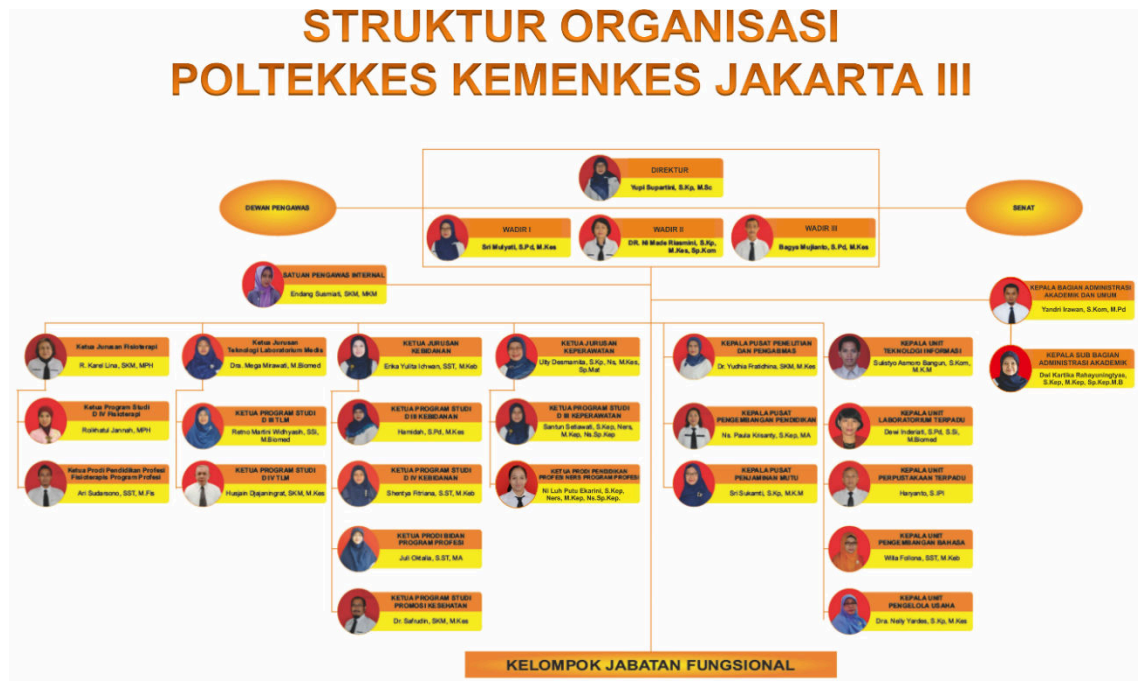 STRUKTUR ORGANISASI
POLTEKKES KEMENKES JAKARTA III
DIREKTUR
Yupi Supartini, S.Kp, M.Sc
DEWAN PENGAWAS
SENAT
WADIR I
Sri Mulyati, S.Pd, M.Kes
WADIR II
DR. Ni Made Riasmini, S.Kp,
M.Kes, Sp.Kom
WADIR III
Bagyo Mujianto, S.Pd, M.Kes
SATUAN PENGAWAS INTERNAL
Endang Susmiati, SKM, MKM
KEPALA BAGIAN ADMINISTRASI
AKADEMIK DAN UMUM
Yandri Irawan, S.Kom, M.Pd
KEPALA SUB BAGIAN
ADMINISTRASI AKADEMIK
Dwi Kartika Rahayuningtyas,
S.Kep, M.Kep, Sp.Kep.M.B
Ketua Jurusan Fisioterapi
R. Karel Lina, SKM, MPH
Ketua Program Studi
D IV Fisioterapi
Roikhatul Jannah, MPH
Ketua Prodi Pendidikan Profesi
Fisioterapis Program Profesi
Ari Sudarsono, SST, M.Fis
Ketua Jurusan
Teknologi Laboratorium Medis
Dra. Mega Mirawati, M.Biomed
KETUA PROGRAM STUDI
D III TLM
Retno Martini Widhyasih, SSi,
M.Biomed
KETUA PROGRAM STUDI
D IV TLM
Husjain Djajaningrat, SKM, M.Kes
KETUA JURUSAN
KEBIDANAN
Erika Yulita Ichwan, SST, M.Keb
KETUA PROGRAM STUDI
D III KEBIDANAN
Hamidah, S.Pd, M.Kes
KETUA PROGRAM STUDI
D IV KEBIDANAN
Shentya Fitriana, S.ST, M.Keb
KETUA PRODI BIDAN
PROGRAM PROFESI
Juli Oktalia, S.ST, MA
KETUA PROGRAM STUDI
PROMOSI KESEHATAN
Dr. Safrudin, SKM, M.Kes
KETUA JURUSAN
KEPERAWATAN
Ulty Desmarnita, S.Kp, Ns, M.Kes,
Sp.Mat
KETUA PROGRAM STUDI
D III KEPERAWATAN
Santun Setiawati, S.Kep, Ners,
M.Kep, Ns.Sp.Kep
KETUA PRODI PENDIDIKAN
PROFESI NERS PROGRAM PROFESI
Ni Luh Putu Ekarini, S.Kep,
Ners, M.Kep, Ns.Sp.Kep.
KEPALA PUSAT PENELITIAN
DAN PENGABMAS
Dr. Yudhia Fratidhina, SKM, M.Kes
KEPALA PUSAT
PENGEMBANGAN PENDIDIKAN
Ns. Paula Krisanty, S.Kep, MA
KEPALA PUSAT
PENJAMINAN MUTU
Sri Sukamti, S.Kp, M.K.M
KEPALA UNIT
TEKNOLOGI INFORMASI
Sulistyo Asmoro Bangun, S.Kom,
M.K.M
KEPALA UNIT
LABORATORIUM TERPADU
Dewi Inderiati, S.Pd, S.Si,
M.Biomed
KEPALA UNIT
PERPUSTAKAAN TERPADU
Haryanto, S.IPI
KEPALA UNIT
PENGEMBANGAN BAHASA
Willa Follona, SST, M.Keb
KEPALA UNIT
PENGELOLA USAHA
Dra. Nelly Yardes, S.Kp, M.Kes
KELOMPOK JABATAN FUNGSIONAL